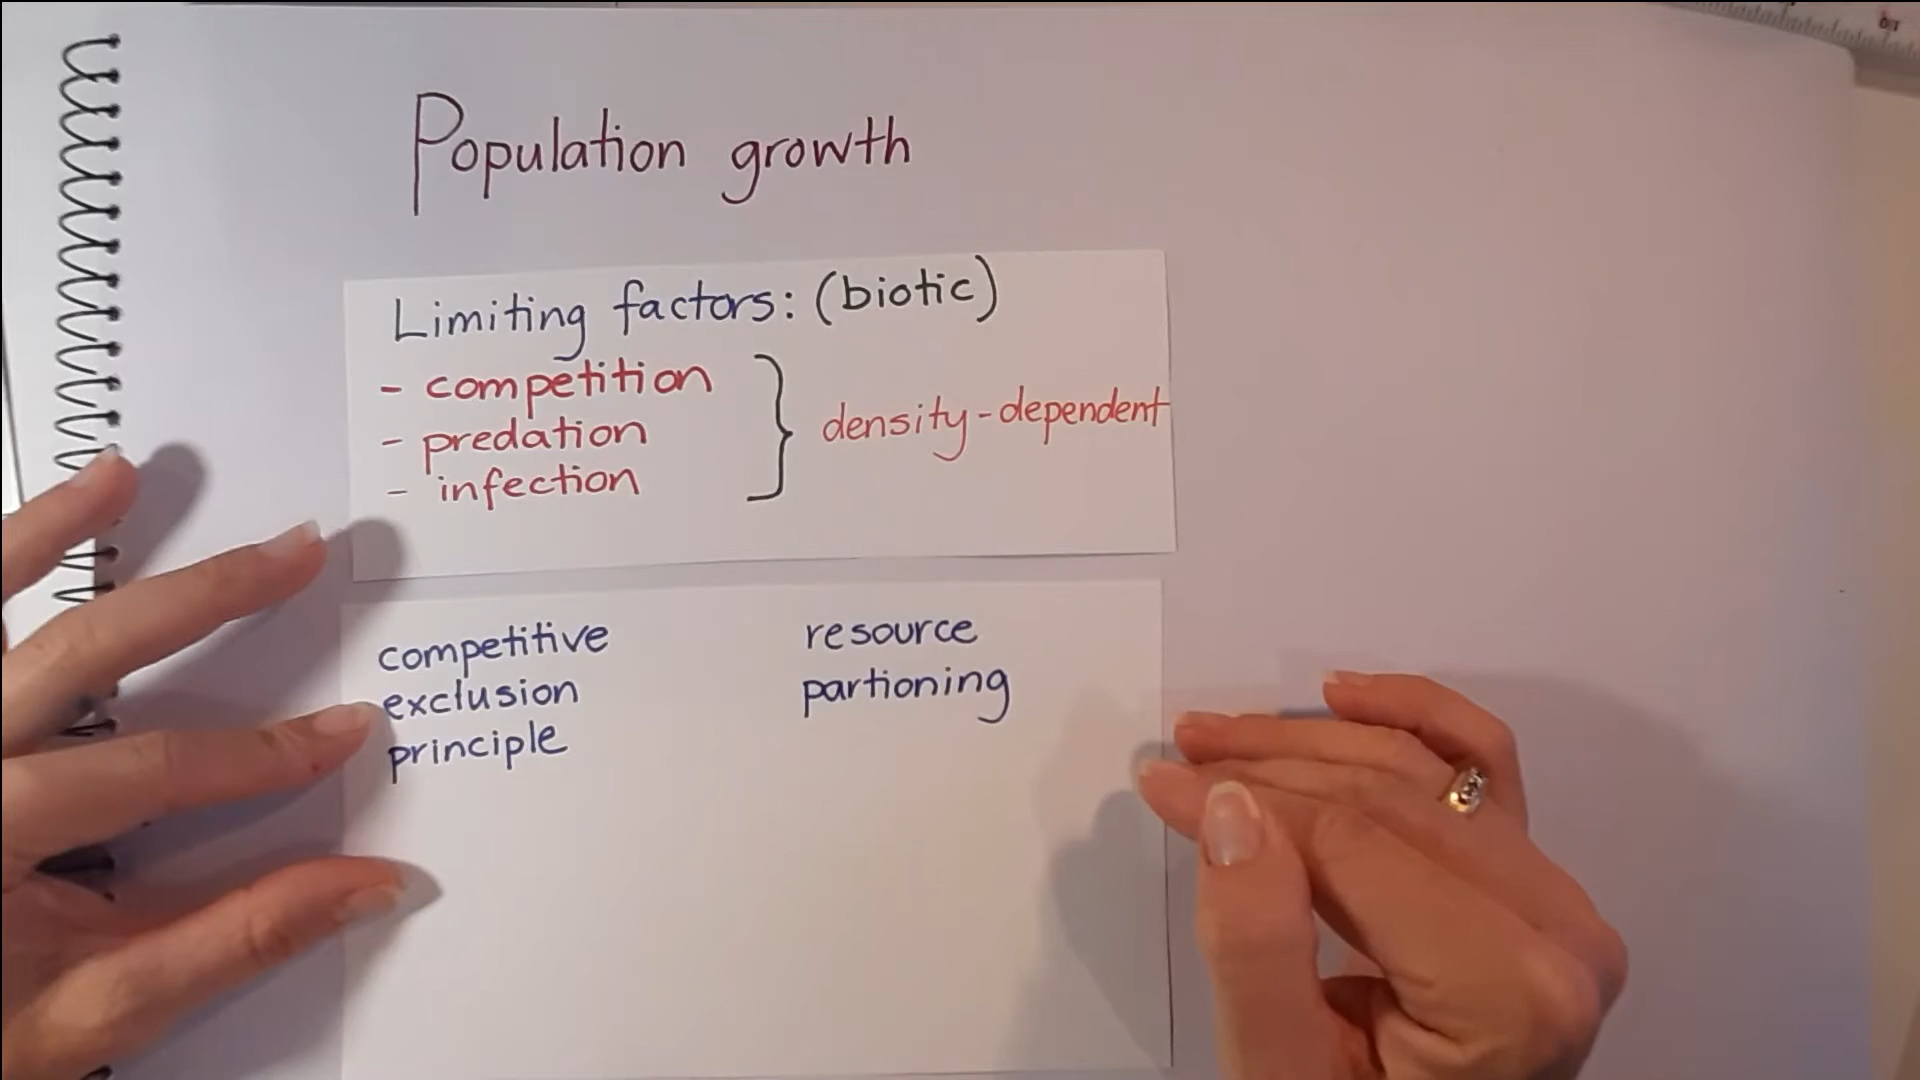 Population growth
Limiting factors: (biotic)
- competition
- predation
- infection
density-dependent
competitive
exclusion
principle
resource
partioning